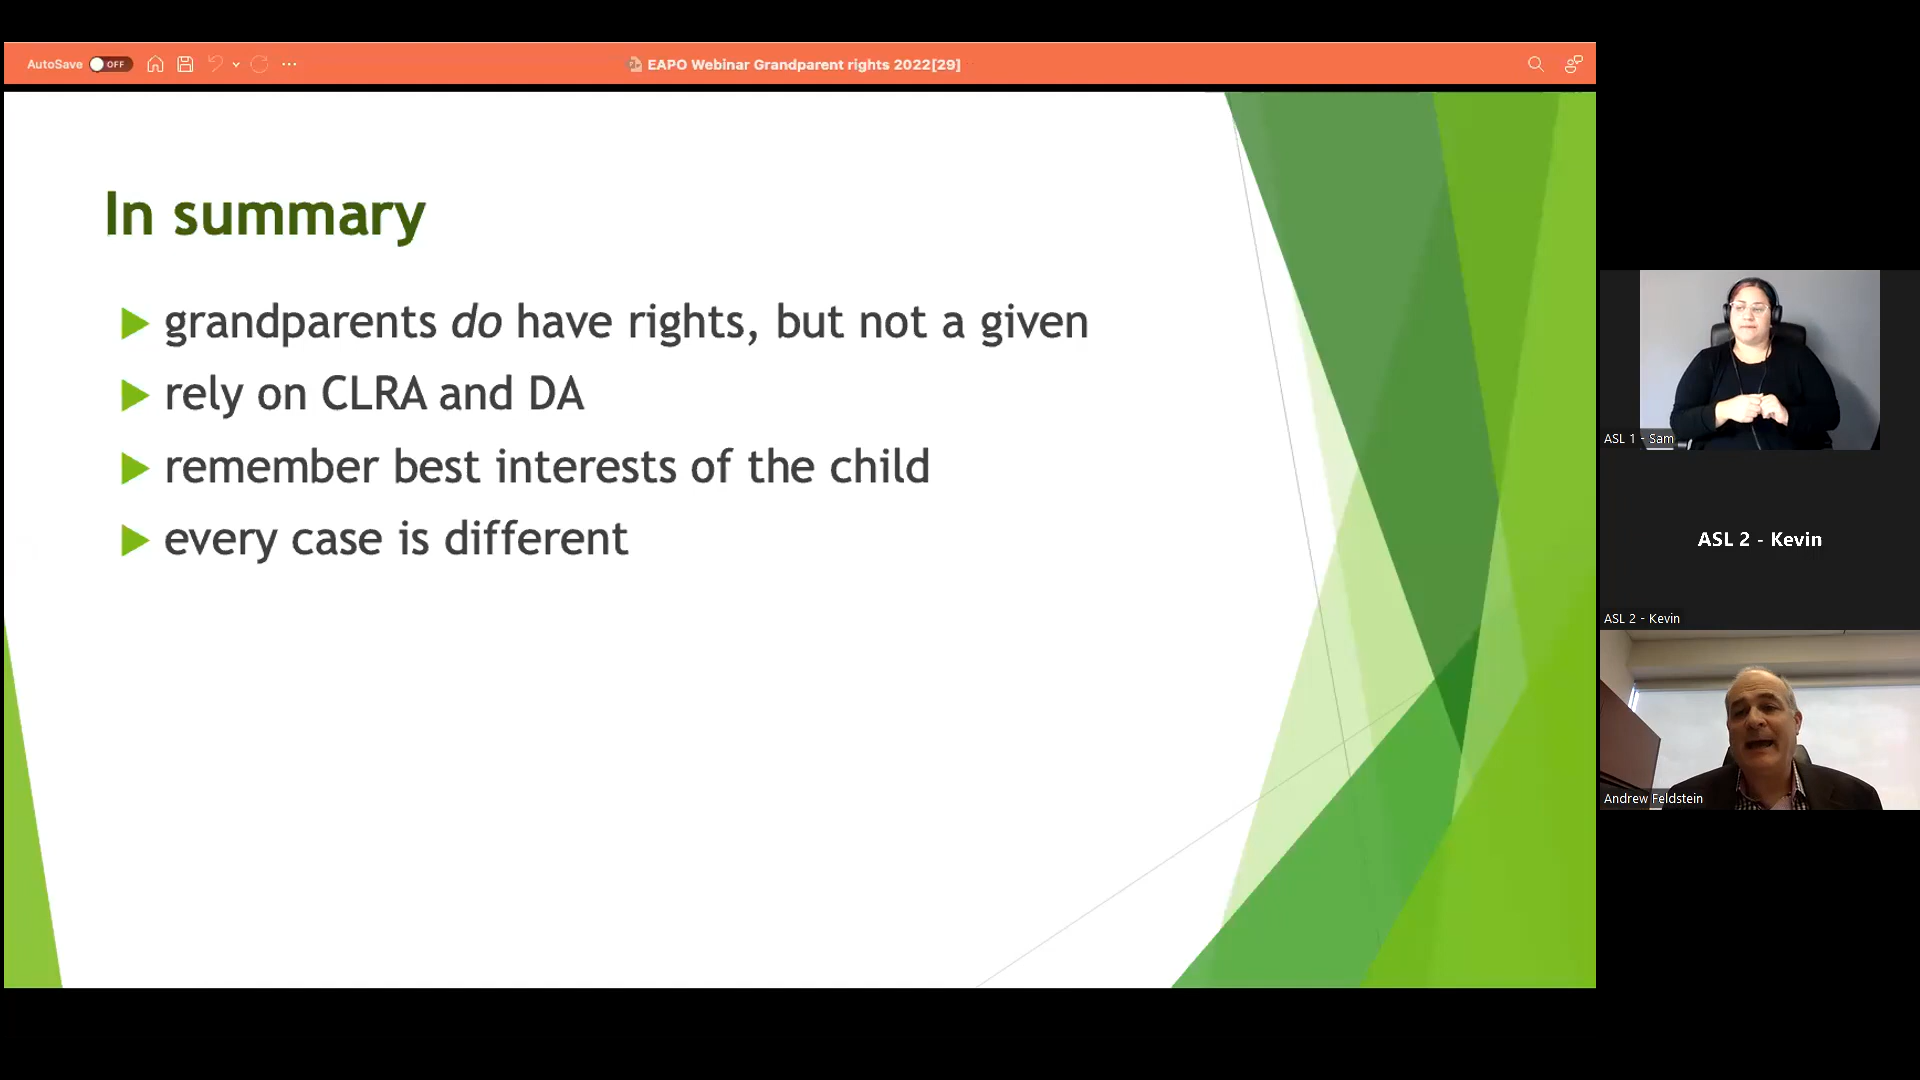 AutoSave OFF
EAPO Webinar Grandparent rights 2022[29]
In summary
grandparents do have rights, but not a given
rely on CLRA and DA
remember best interests of the child
every case is different
ASL 1 - Sam
ASL 2 - Kevin
ASL 2 - Kevin
Andrew Feldstein